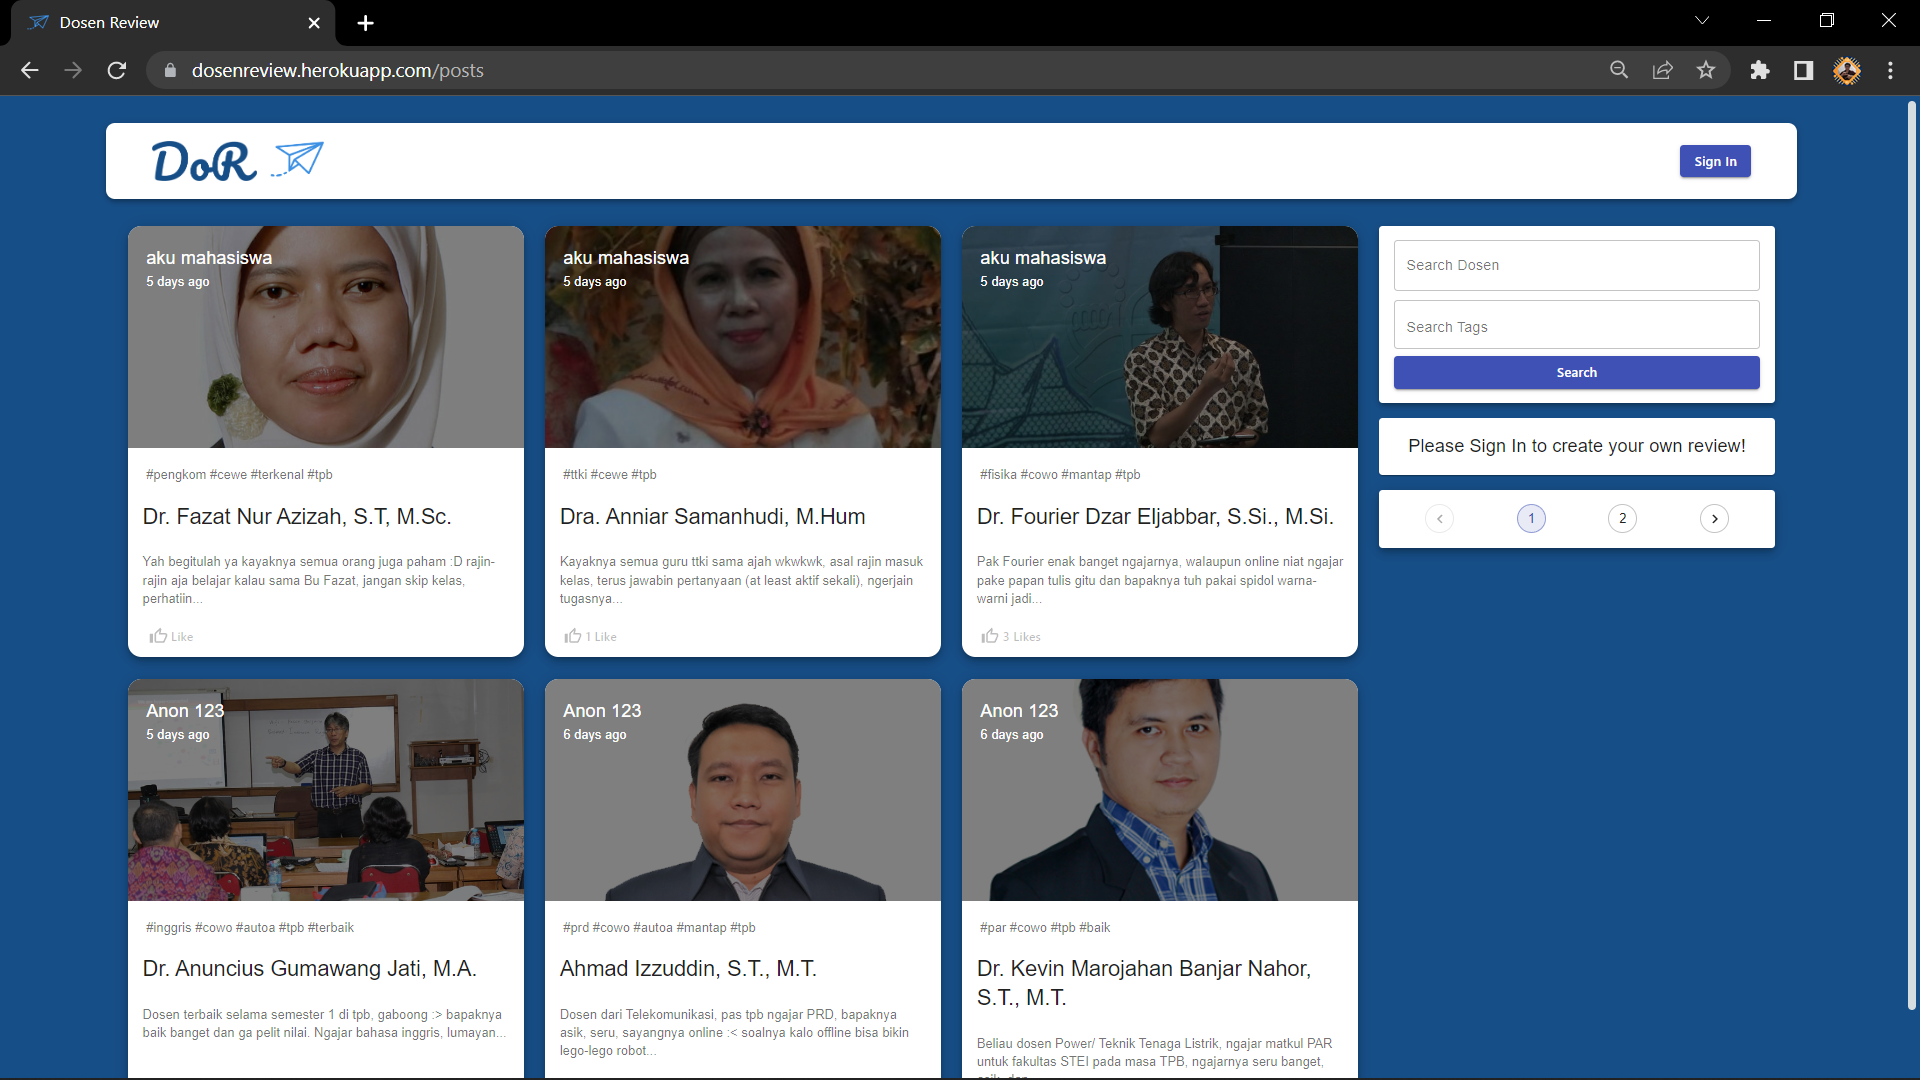 Dosen Review
dosenreview.herokuapp.com/posts
DoR
Sign In
aku mahasiswa
5 days ago
#pengkom #cewe #terkenal #tpb
Dr. Fazat Nur Azizah, S.T, M.Sc.
Yah begitulah ya kayaknya semua orang juga paham :D rajin-
rajin aja belajar kalau sama Bu Fazat, jangan skip kelas,
perhatiin...
Like
aku mahasiswa
5 days ago
#ttki #cewe #tpb
Dra. Anniar Samanhudi, M.Hum
Kayaknya semua guru ttki sama ajah wkwkwk, asal rajin masuk
kelas, terus jawabin pertanyaan (at least aktif sekali), ngerjain
tugasnya...
1 Like
aku mahasiswa
5 days ago
#fisika #cowo #mantap #tpb
Dr. Fourier Dzar Eljabbar, S.Si., M.Si.
Pak Fourier enak banget ngajarnya, walaupun online niat ngajar
pake papan tulis gitu dan bapaknya tuh pakai spidol warna-
warni jadi...
3 Likes
Search Dosen
Search Tags
Search
Please Sign In to create your own review!
1
2
Anon 123
5 days ago
#inggris #cowo #autoa #tpb #terbaik
Dr. Anuncius Gumawang Jati, M.A.
Dosen terbaik selama semester 1 di tpb, gaboong :> bapaknya
baik banget dan ga pelit nilai. Ngajar bahasa inggris, lumayan...
Anon 123
6 days ago
#prd #cowo #autoa #mantap #tpb
Ahmad Izzuddin, S.T., M.T.
Dosen dari Telekomunikasi, pas tpb ngajar PRD, bapaknya
asik, seru, sayangnya online :< soalnya kalo offline bisa bikin
lego-lego robot...
Anon 123
6 days ago
#par #cowo #tpb #baik
Dr. Kevin Marojahan Banjar Nahor,
S.T., M.T.
Beliau dosen Power/ Teknik Tenaga Listrik, ngajar matkul PAR
untuk fakultas STEI pada masa TPB, ngajarnya seru banget,